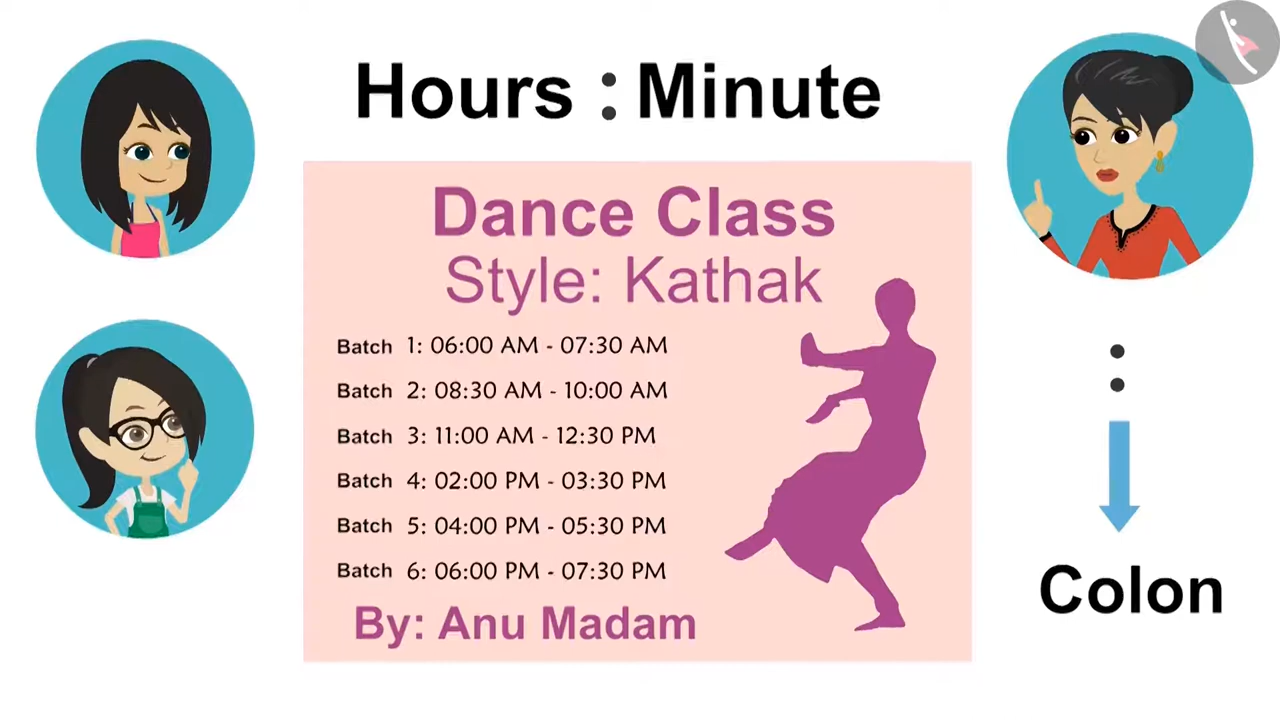 Hours : Minute
Dance Class
Style: Kathak
Batch 1: 06:00 AM - 07:30 AM
Batch 2: 08:30 AM - 10:00 AM
Batch 3: 11:00 AM - 12:30 PM
Batch 4: 02:00 PM - 03:30 PM
Batch 5: 04:00 PM - 05:30 PM
Batch 6: 06:00 PM - 07:30 PM
By: Anu Madam
:
Colon